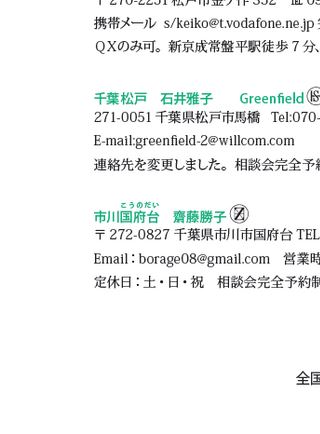 〒 270-2251 松戸市金ケ作 352
携帯メール s/keiko@t.vodafone.ne.jp
ＱＸのみ可。新京成常盤平駅徒歩 7 分、
千葉松戸 石井雅子 Greenfield
271-0051 千葉県松戸市馬橋 Tel:070-
E-mail:greenfield-2@willcom.com
連絡先を変更しました。相談会完全予約
こうのだい
市川国府台 齋藤勝子
〒 272-0827 千葉県市川市国府台 TEL
Email：borage08@gmail.com 営業時
定休日：土・日・祝 相談会完全予約制
全国